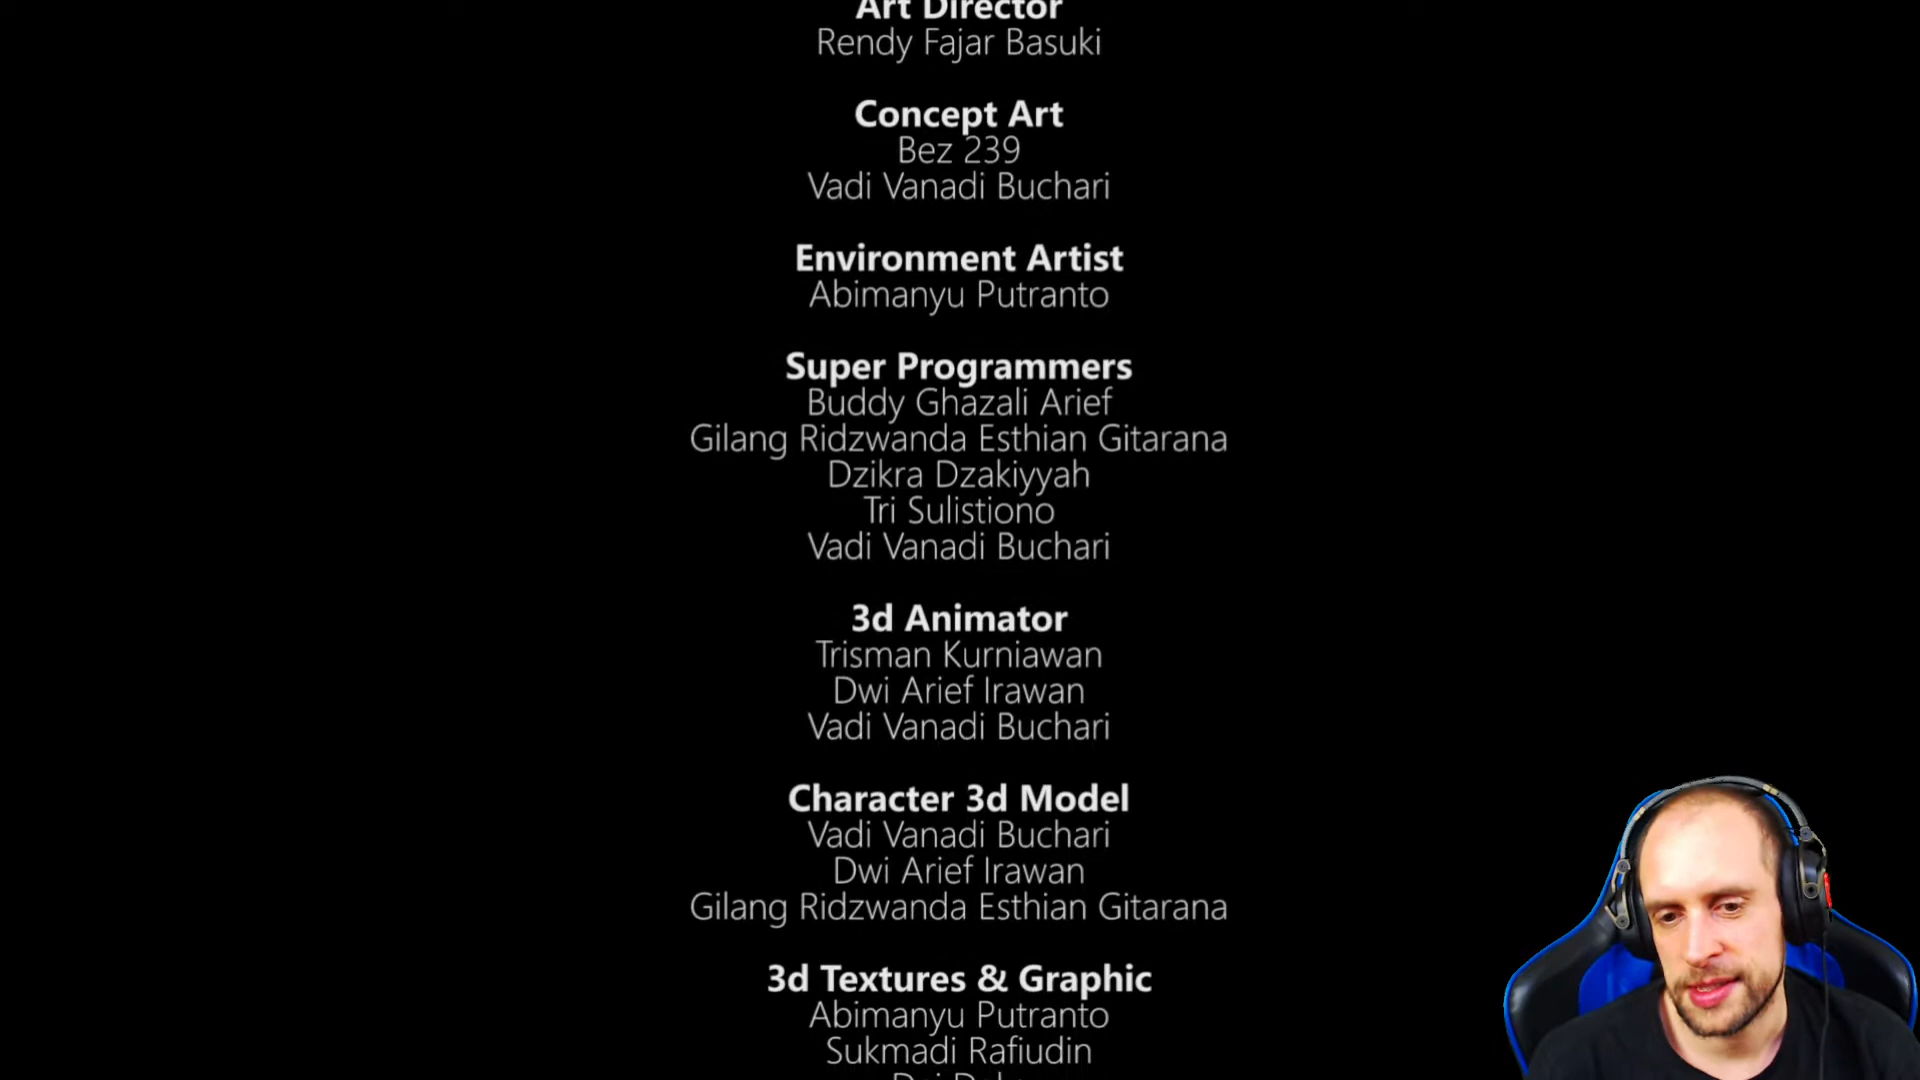 Art Director
Rendy Fajar Basuki
Concept Art
Bez 239
Vadi Vanadi Buchari
Environment Artist
Abimanyu Putranto
Super Programmers
Buddy Ghazali Arief
Gilang Ridzwanda Esthian Gitarana
Dzikra Dzakiyyah
Tri Sulistiono
Vadi Vanadi Buchari
3d Animator
Trisman Kurniawan
Dwi Arief Irawan
Vadi Vanadi Buchari
Character 3d Model
Vadi Vanadi Buchari
Dwi Arief Irawan
Gilang Ridzwanda Esthian Gitarana
3d Textures & Graphic
Abimanyu Putranto
Sukmadi Rafiudin